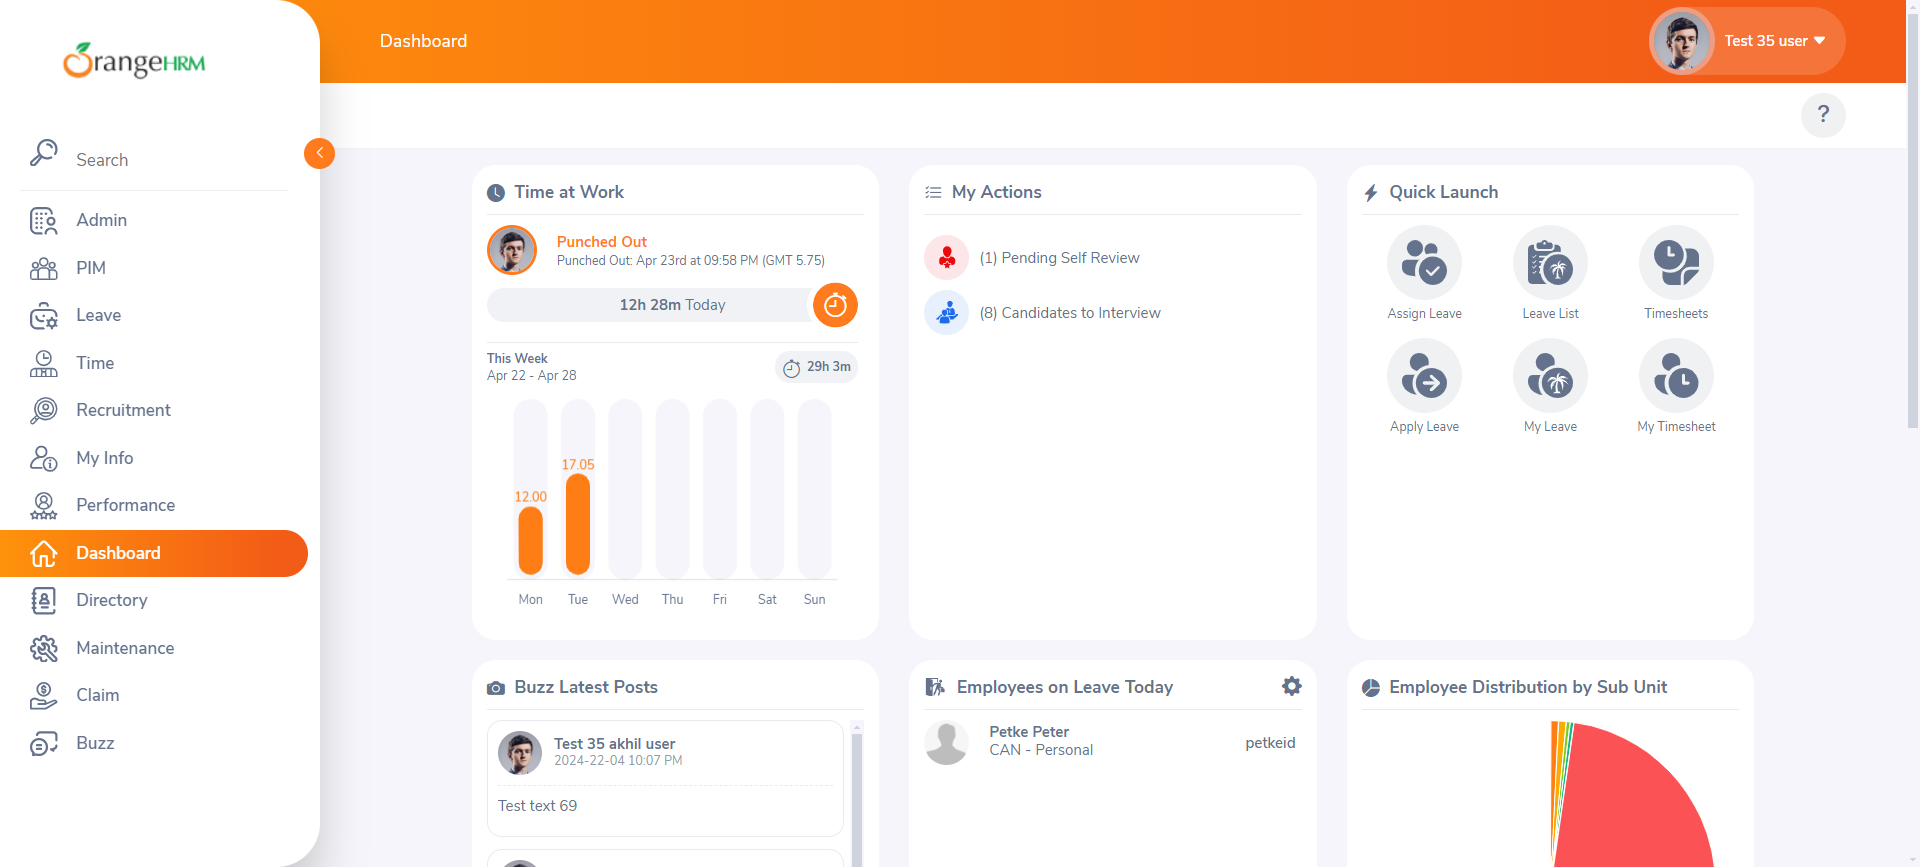 OrangeHRM
Search
Admin
PIM
Leave
Time
Recruitment
My Info
Performance
Dashboard
Directory
Maintenance
Claim
Buzz
Dashboard
Test 35 user
?
Time at Work
Punched Out
Punched Out: Apr 23rd at 09:58 PM (GMT 5.75)
12h 28m Today
This Week
Apr 22 - Apr 28
29h 3m
12.00
17.05
Mon Tue Wed Thu Fri Sat Sun
My Actions
(1) Pending Self Review
(8) Candidates to Interview
Quick Launch
Assign Leave
Leave List
Timesheets
Apply Leave
My Leave
My Timesheet
Buzz Latest Posts
Test 35 akhil user
2024-22-04 10:07 PM
Test text 69
Employees on Leave Today
Petke Peter
CAN - Personal
petkeid
Employee Distribution by Sub Unit